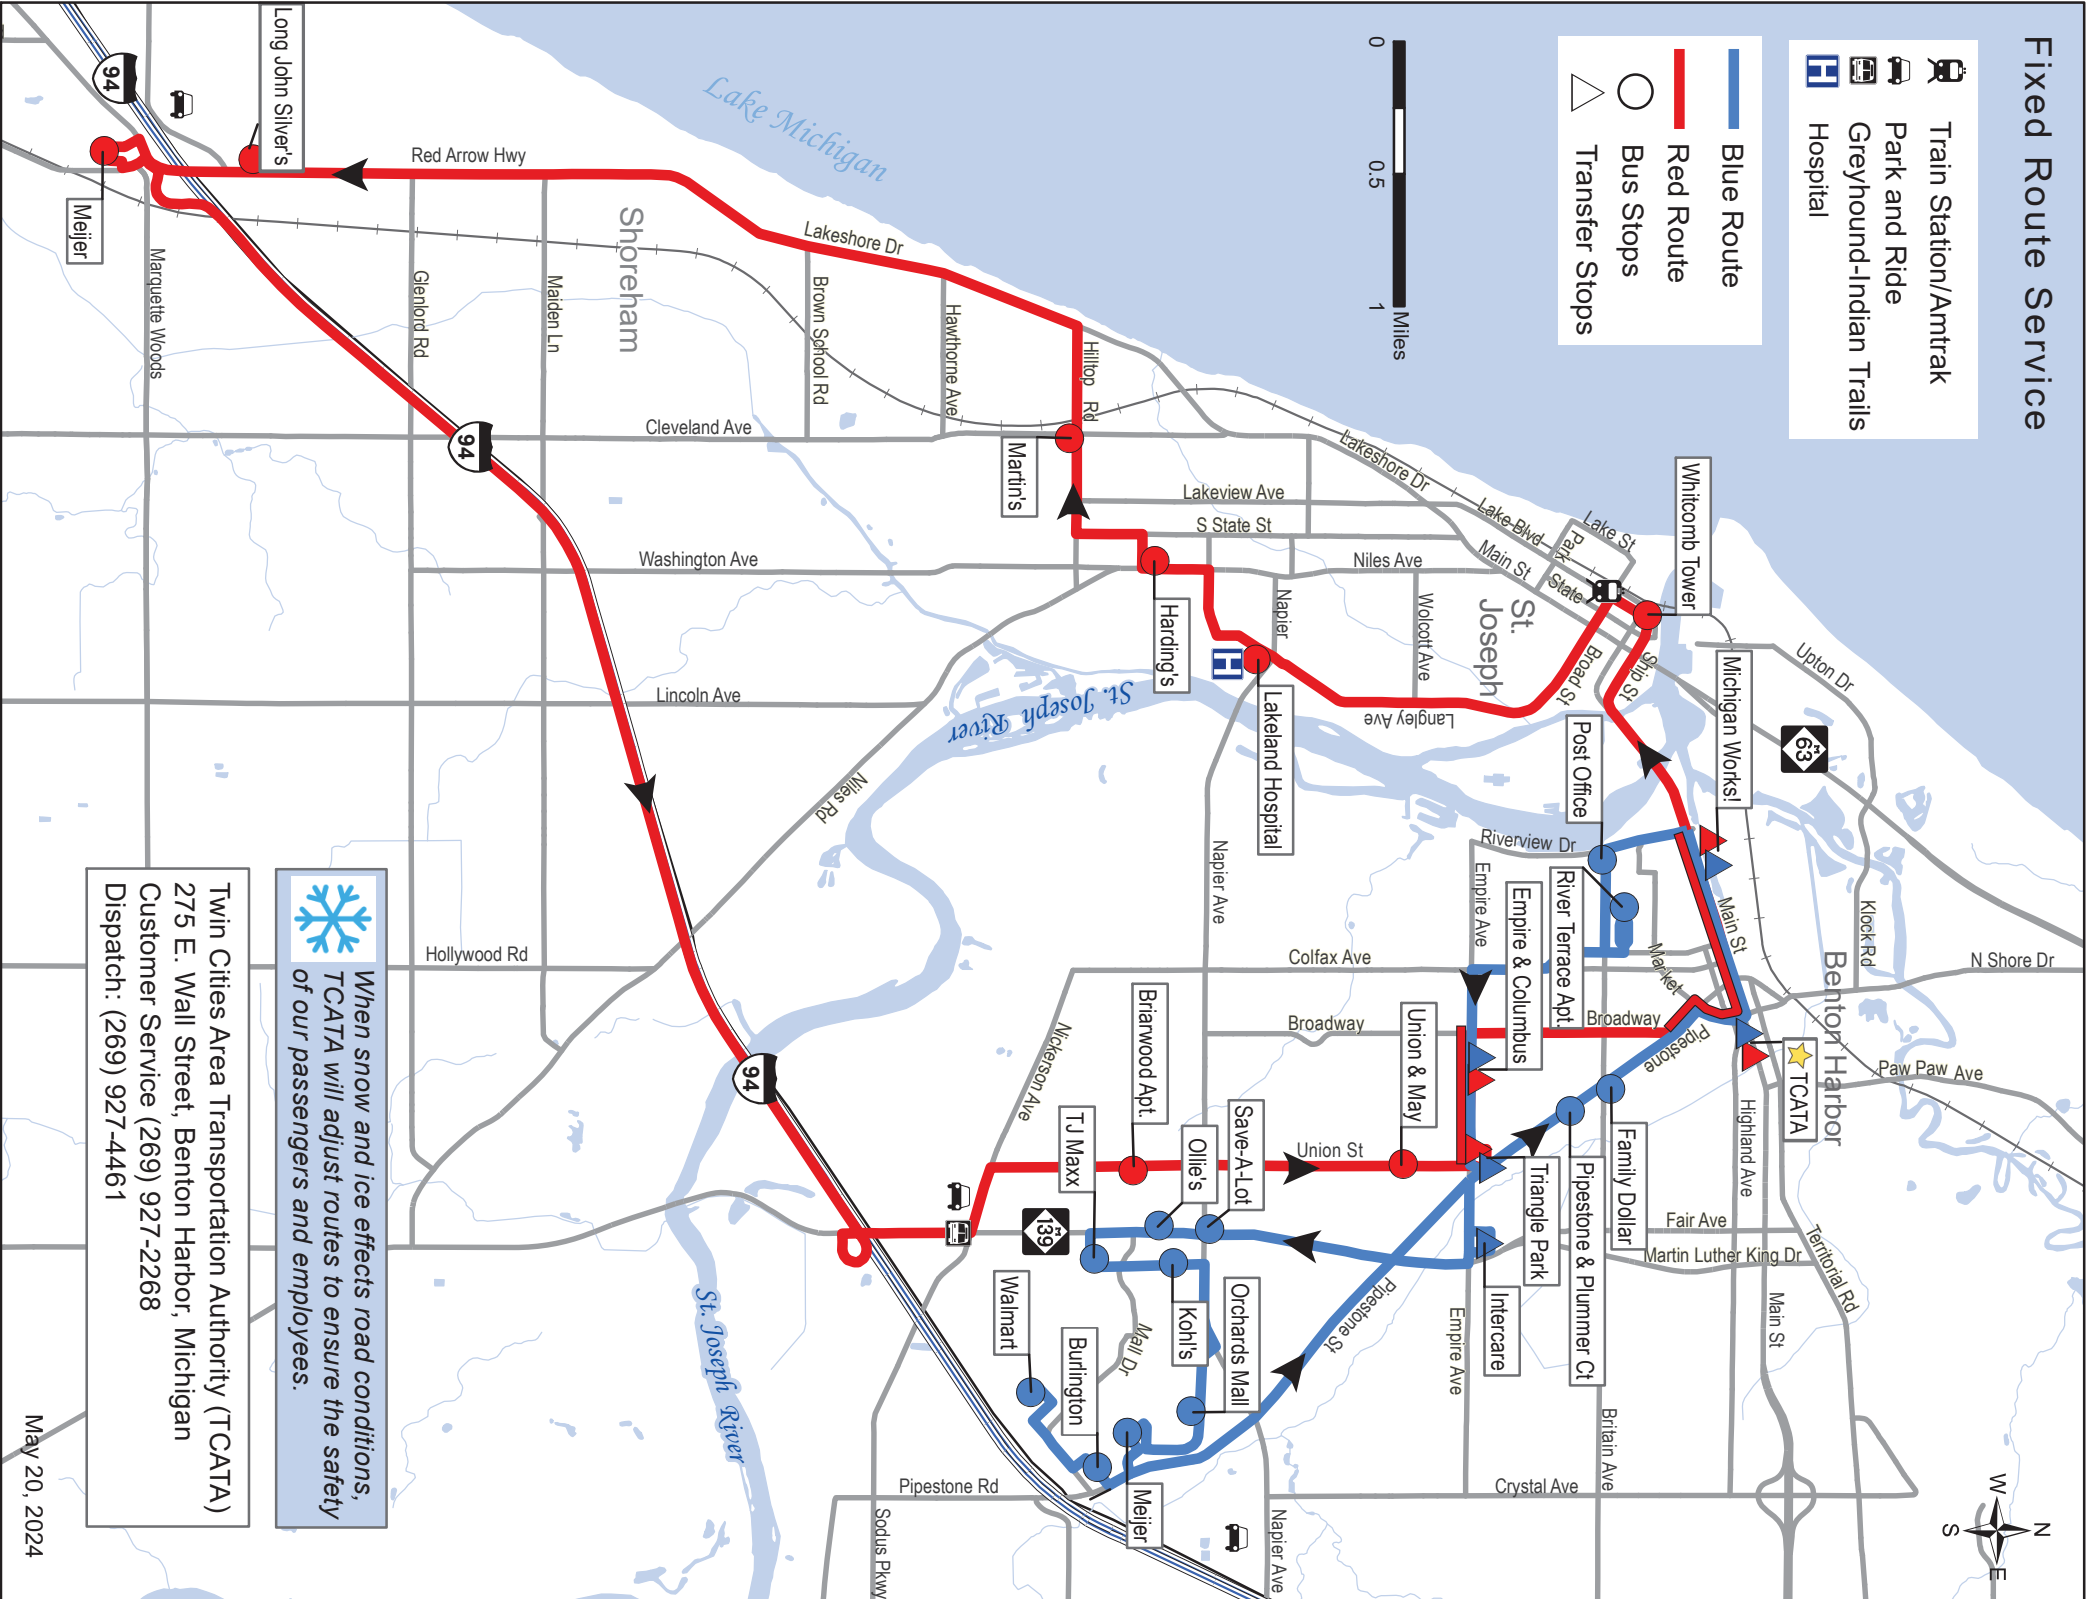 Fixed Route Service
Train Station/Amtrak
Park and Ride
Greyhound-Indian Trails
H
Hospital
Blue Route
Red Route
Bus Stops
Transfer Stops
0
0.5
1
Miles
N
W
E
S
Lake Michigan
Whitcomb Tower
Upton Dr
Michigan Works!
M
63
Klock Rd
N Shore Dr
Benton Harbor
Paw Paw Ave
TCATA
Lake St
Park
Lake Blvd
State
Main St
Lakeshore Dr
Ship St
Broad St
St.
Joseph
Post Office
Riverview Dr
River Terrace Apt.
Main St
Market
Broadway
Pipestone
Highland Ave
Territorial Rd
Main St
Fair Ave
Martin Luther King Dr
Family Dollar
Pipestone & Plummer Ct
Triangle Park
Intercare
Britain Ave
Crystal Ave
Empire Ave
Empire & Columbus
Empire Ave
Colfax Ave
Broadway
Union & May
Union St
Pipestone St
Niles Ave
Wolcott Ave
Langley Ave
Lakeview Ave
S State St
Napier
H
Lakeland Hospital
Harding's
Napier Ave
Save-A-Lot
Ollie's
Briarwood Apt.
TJ Maxx
Orchards Mall
Kohl's
Mall Dr
Burlington
Walmart
Meijer
Napier Ave
M
139
Nickerson Ave
Pipestone Rd
Sodus Pkwy
St. Joseph River
Hilltop Rd
Martin's
Hawthorne Ave
Brown School Rd
Lakeshore Dr
Cleveland Ave
Washington Ave
Lincoln Ave
Niles Rd
Hollywood Rd
Shoreham
Maiden Ln
Glenlord Rd
Red Arrow Hwy
Long John Silver's
Meijer
Marquette Woods
94
94
94
St. Joseph River
When snow and ice effects road conditions,
TCATA will adjust routes to ensure the safety
of our passengers and employees.
Twin Cities Area Transportation Authority (TCATA)
275 E. Wall Street, Benton Harbor, Michigan
Customer Service (269) 927-2268
Dispatch: (269) 927-4461
May 20, 2024